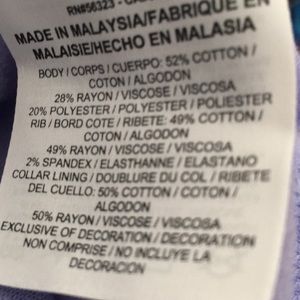 RN#56323 -
MADE IN MALAYSIA/FABRIQUE EN
MALAISIE/HECHO EN MALASIA
BODY / CORPS / CUERPO: 52% COTTON /
COTON / ALGODON
28% RAYON / VISCOSE / VISCOSA
20% POLYESTER / POLYESTER / POLIESTER
RIB / BORD COTE / RIBETE: 49% COTTON /
COTON / ALGODON
49% RAYON / VISCOSE / VISCOSA
2% SPANDEX / ELASTHANNE / ELASTANO
COLLAR LINING / DOUBLURE DU COL / RIBETE
DEL CUELLO: 50% COTTON / COTON /
ALGODON
50% RAYON / VISCOSE / VISCOSA
EXCLUSIVE OF DECORATION / DECORATION
NON COMPRISE / NO INCLUYE LA
DECORACION